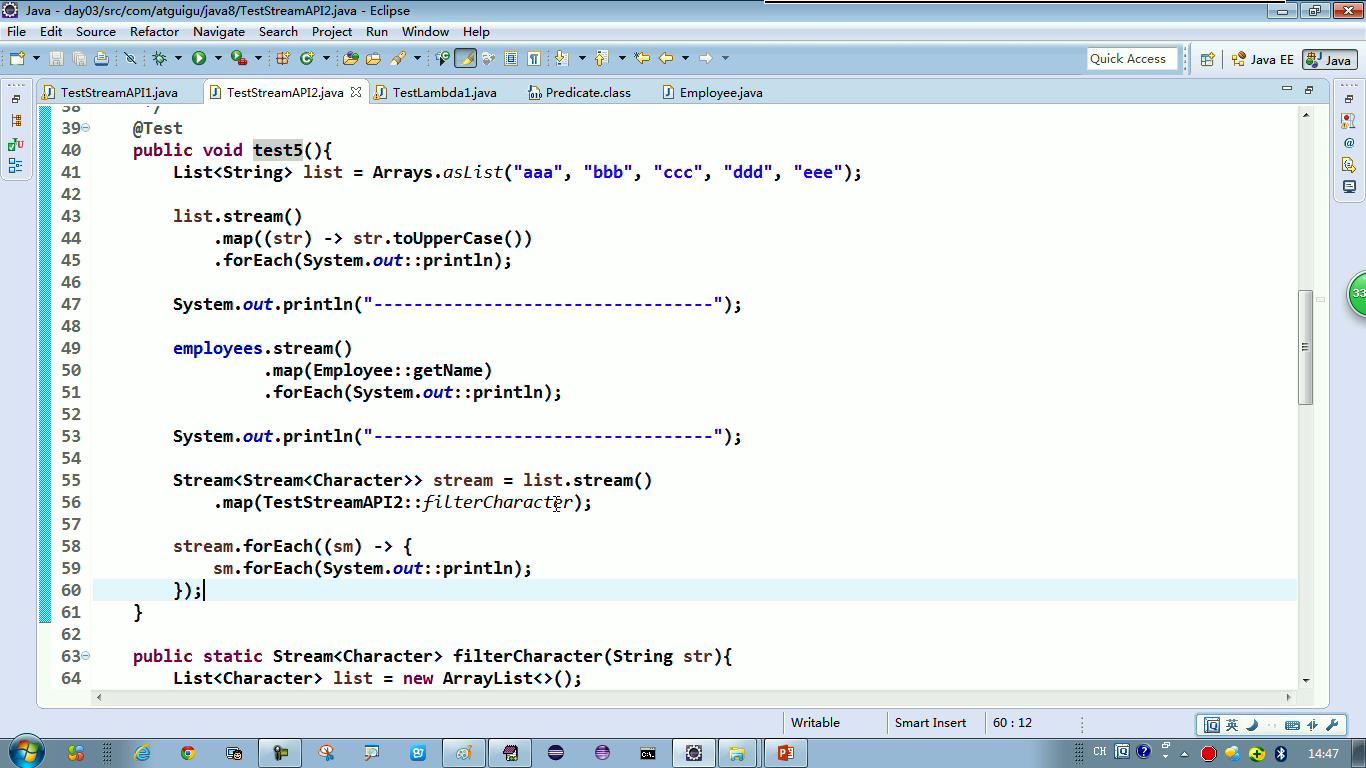 Java - day03/src/com/atguigu/java8/TestStreamAPI2.java - Eclipse
File Edit Source Refactor Navigate Search Project Run Window Help
Quick Access Java EE Java
TestStreamAPI1.java TestStreamAPI2.java TestLambda1.java Predicate.class Employee.java
38 */
39 @Test
40 public void test5(){
41 List<String> list = Arrays.asList("aaa", "bbb", "ccc", "ddd", "eee");
42
43 list.stream()
44 .map((str) -> str.toUpperCase())
45 .forEach(System.out::println);
46
47 System.out.println("----------------------------------");
48
49 employees.stream()
50 .map(Employee::getName)
51 .forEach(System.out::println);
52
53 System.out.println("----------------------------------");
54
55 Stream<Stream<Character>> stream = list.stream()
56 .map(TestStreamAPI2::filterCharacter);
57
58 stream.forEach((sm) -> {
59 sm.forEach(System.out::println);
60 });
61 }
62
63 public static Stream<Character> filterCharacter(String str){
64 List<Character> list = new ArrayList<>();
33
Writable Smart Insert 60 : 12
英
CH 14:47